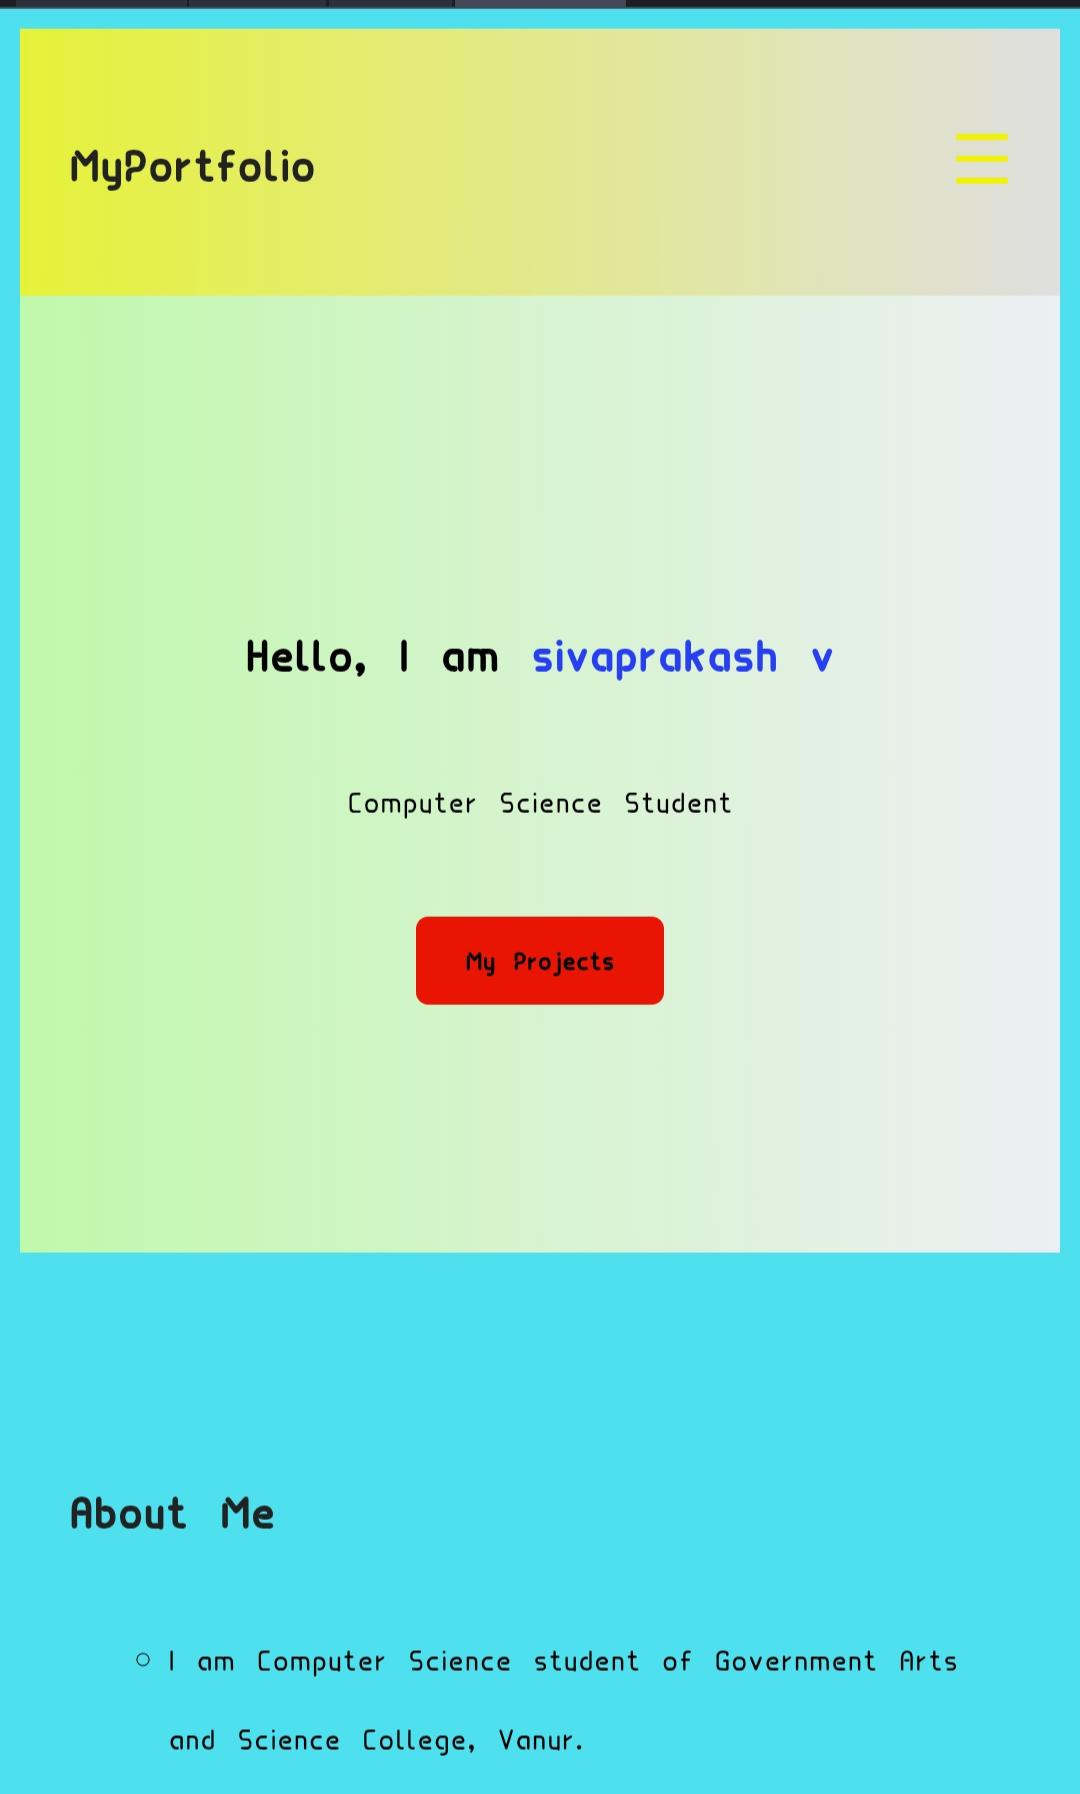 MyPortfolio
Hello, I am sivaprakash v
Computer Science Student
My Projects
About Me
I am Computer Science student of Government Arts
and Science College, Vanur.